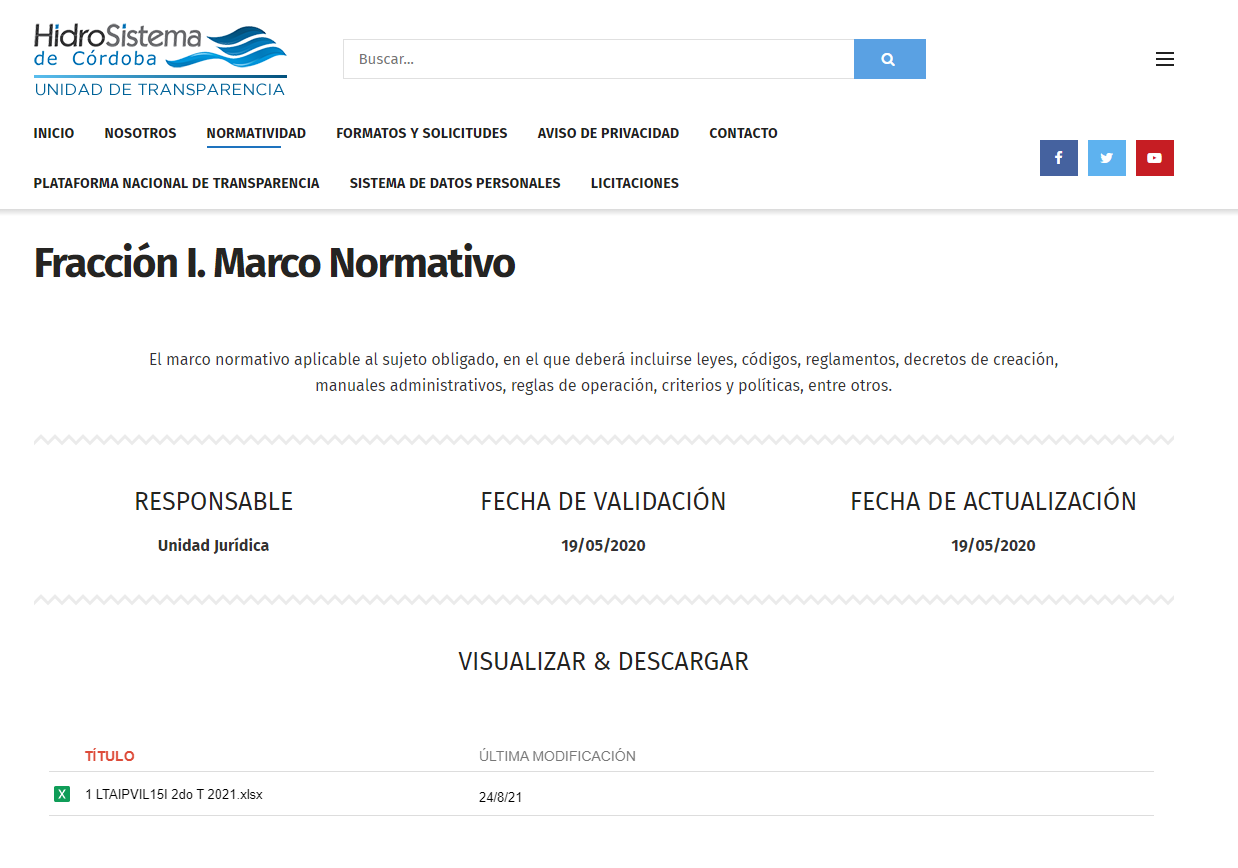 HidroSistema
de Córdoba
UNIDAD DE TRANSPARENCIA
Buscar...
INICIO NOSOTROS NORMATIVIDAD FORMATOS Y SOLICITUDES AVISO DE PRIVACIDAD CONTACTO
PLATAFORMA NACIONAL DE TRANSPARENCIA SISTEMA DE DATOS PERSONALES LICITACIONES
Fracción I. Marco Normativo
El marco normativo aplicable al sujeto obligado, en el que deberá incluirse leyes, códigos, reglamentos, decretos de creación,
manuales administrativos, reglas de operación, criterios y políticas, entre otros.
RESPONSABLE FECHA DE VALIDACIÓN FECHA DE ACTUALIZACIÓN
Unidad Jurídica 19/05/2020 19/05/2020
VISUALIZAR & DESCARGAR
TÍTULO ÚLTIMA MODIFICACIÓN
X 1 LTAIPVIL15I 2do T 2021.xlsx 24/8/21